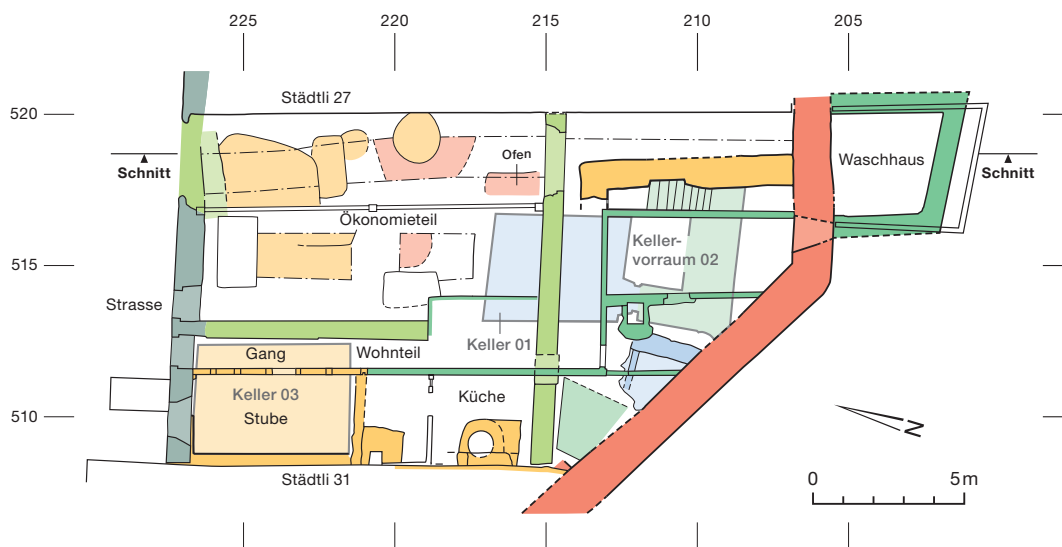 225 220 215 210 205
520
Städtli 27
Waschhaus
Ofen
Schnitt
Schnitt
Ökonomieteil
Keller-
vorraum 02
515
Strasse
Keller 01
Gang
Wohnteil
Keller 03
Küche
Stube
510
N
Städtli 31
0 5m